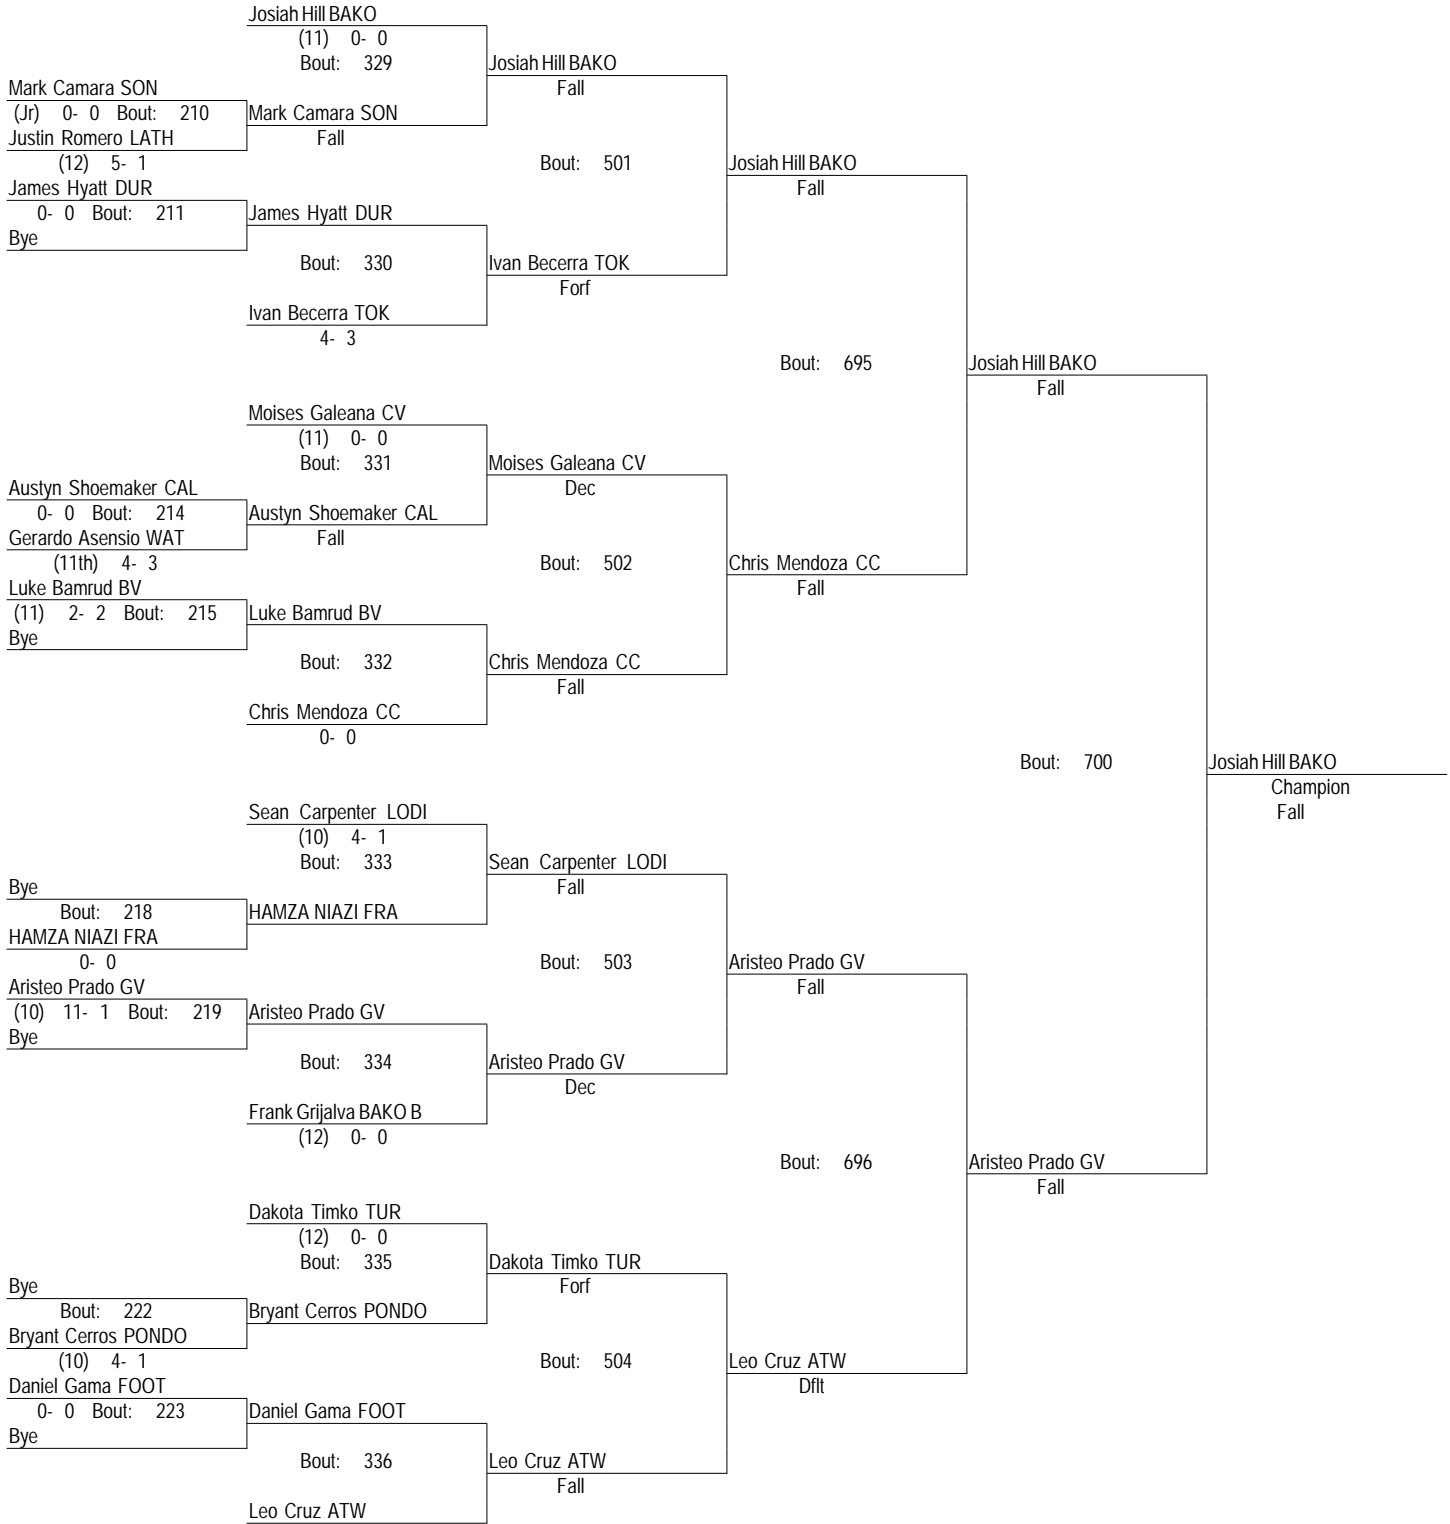 Josiah Hill BAKO
(11) 0- 0
Bout: 329
Josiah Hill BAKO
Fall
Mark Camara SON
(Jr) 0- 0 Bout: 210
Mark Camara SON
Justin Romero LATH
Fall
(12) 5- 1
Bout: 501
Josiah Hill BAKO
Fall
James Hyatt DUR
0- 0 Bout: 211
James Hyatt DUR
Bye
Bout: 330
Ivan Becerra TOK
Forf
Ivan Becerra TOK
4- 3
Bout: 695
Josiah Hill BAKO
Fall
Moises Galeana CV
(11) 0- 0
Bout: 331
Moises Galeana CV
Dec
Austyn Shoemaker CAL
0- 0 Bout: 214
Austyn Shoemaker CAL
Gerardo Asensio WAT
Fall
(11th) 4- 3
Bout: 502
Chris Mendoza CC
Fall
Luke Bamrud BV
(11) 2- 2 Bout: 215
Luke Bamrud BV
Bye
Bout: 332
Chris Mendoza CC
Fall
Chris Mendoza CC
0- 0
Bout: 700
Josiah Hill BAKO
Champion
Fall
Sean Carpenter LODI
(10) 4- 1
Bout: 333
Sean Carpenter LODI
Fall
Bye
Bout: 218
HAMZA NIAZI FRA
HAMZA NIAZI FRA
0- 0
Bout: 503
Aristeo Prado GV
Fall
Aristeo Prado GV
(10) 11- 1 Bout: 219
Aristeo Prado GV
Bye
Bout: 334
Aristeo Prado GV
Dec
Frank Grijalva BAKO B
(12) 0- 0
Bout: 696
Aristeo Prado GV
Fall
Dakota Timko TUR
(12) 0- 0
Bout: 335
Dakota Timko TUR
Forf
Bye
Bout: 222
Bryant Cerros PONDO
Bryant Cerros PONDO
(10) 4- 1
Bout: 504
Leo Cruz ATW
Dflt
Daniel Gama FOOT
0- 0 Bout: 223
Daniel Gama FOOT
Bye
Bout: 336
Leo Cruz ATW
Fall
Leo Cruz ATW